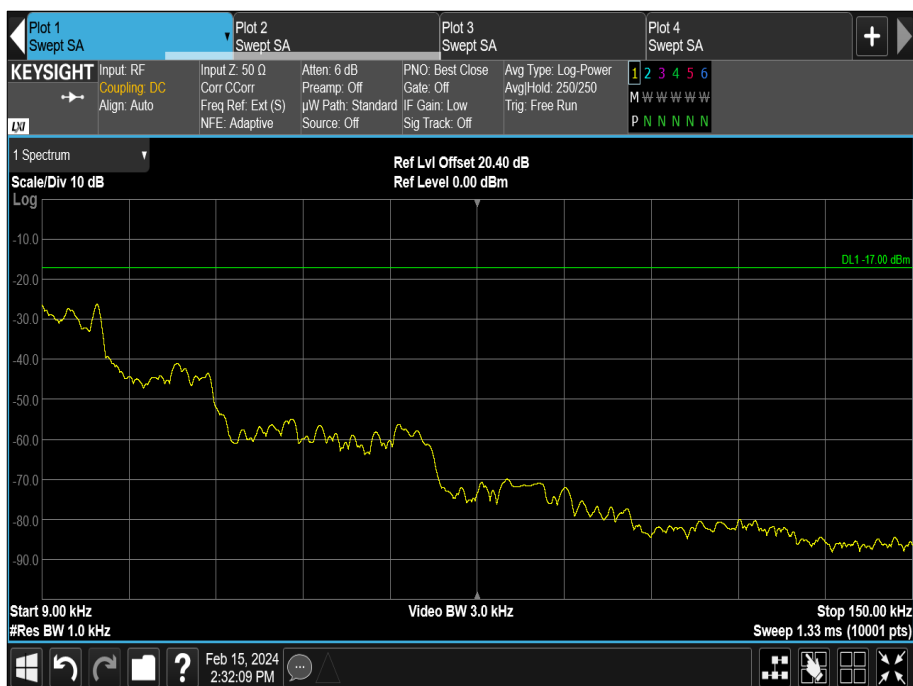 Plot 1
Swept SA
Plot 2
Swept SA
Plot 3
Swept SA
Plot 4
Swept SA
+
KEYSIGHT
LXI
Input: RF
Coupling: DC
Align: Auto
Input Z: 50 Ω
Corr CCorr
Freq Ref: Ext (S)
NFE: Adaptive
Atten: 6 dB
Preamp: Off
µW Path: Standard
Source: Off
PNO: Best Close
Gate: Off
IF Gain: Low
Sig Track: Off
Avg Type: Log-Power
Avg|Hold: 250/250
Trig: Free Run
1 2 3 4 5 6
M W W W W W
P N N N N N
1 Spectrum
Scale/Div 10 dB
Ref Lvl Offset 20.40 dB
Ref Level 0.00 dBm
Log
-10.0
DL1 -17.00 dBm
-20.0
-30.0
-40.0
-50.0
-60.0
-70.0
-80.0
-90.0
Start 9.00 kHz
Video BW 3.0 kHz
Stop 150.00 kHz
#Res BW 1.0 kHz
Sweep 1.33 ms (10001 pts)
?
Feb 15, 2024
2:32:09 PM